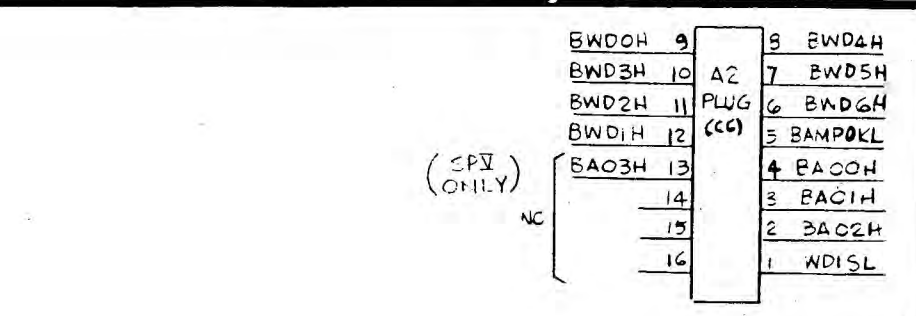 BWD0H 9 8 BWD4H
BWD3H 10 A2 7 BWD5H
BWD2H 11 PLUG 6 BWD6H
BWD1H 12 (C6) 5 BAMPOKL
(SPV ONLY) BA03H 13 4 BA00H
14 3 BA01H
NC 15 2 BA02H
16 1 WDISL